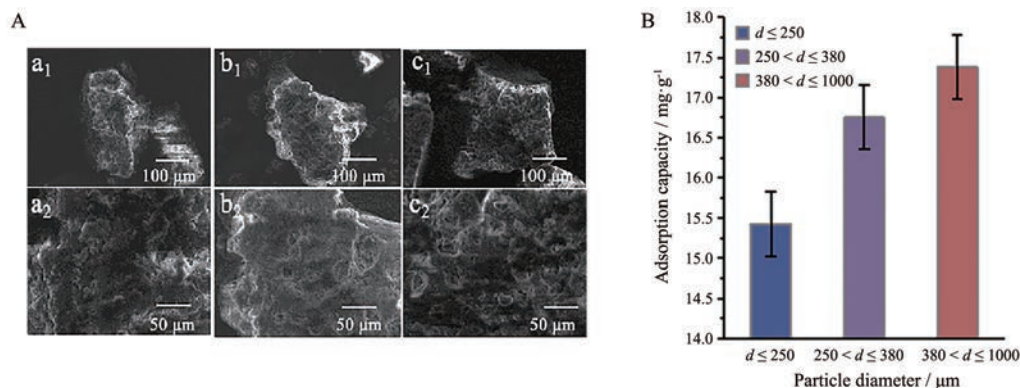 A
a1
b1
c1
100 μm
100 μm
100 μm
a2
b2
c2
50 μm
50 μm
50 μm
B
Adsorption capacity / mg·g⁻¹
18.0
17.5
17.0
16.5
16.0
15.5
15.0
14.5
14.0
d ≤ 250
250 < d ≤ 380
380 < d ≤ 1000
d ≤ 250
250 < d ≤ 380
380 < d ≤ 1000
Particle diameter / μm